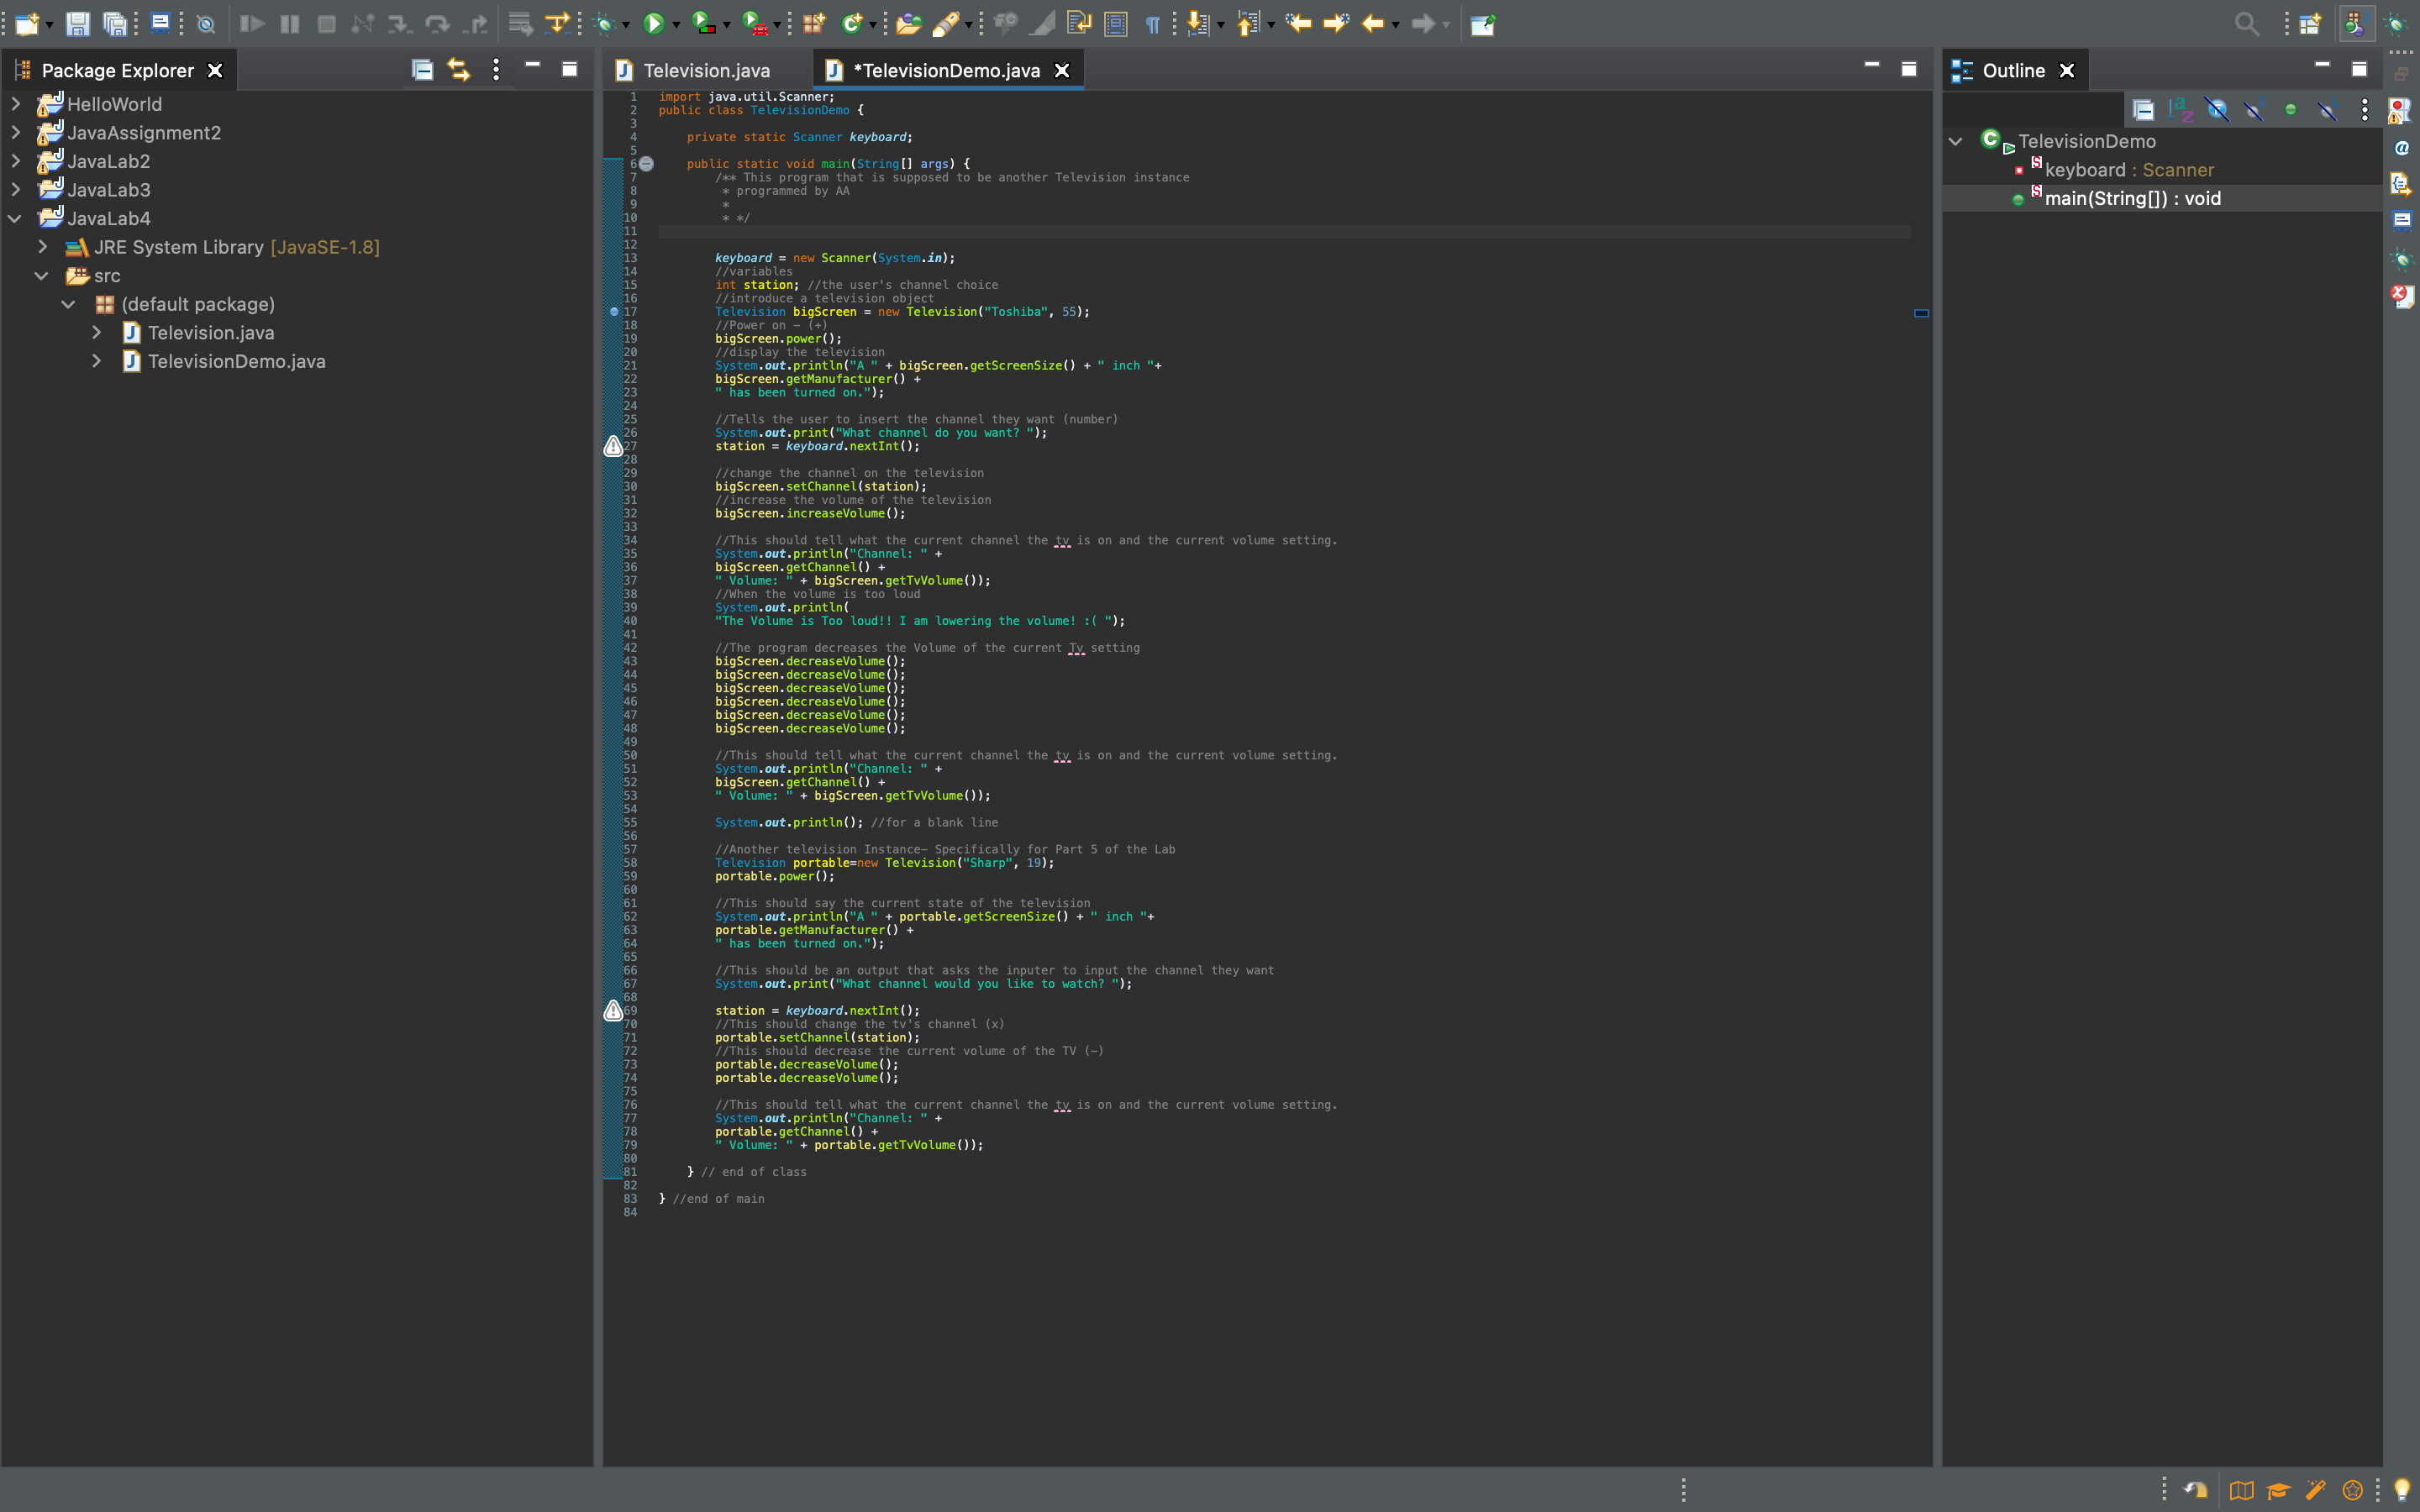 Package Explorer
HelloWorld
JavaAssignment2
JavaLab2
JavaLab3
JavaLab4
JRE System Library [JavaSE-1.8]
src
(default package)
Television.java
TelevisionDemo.java
Television.java
*TelevisionDemo.java
1 import java.util.Scanner;
2 public class TelevisionDemo {
3
4 private static Scanner keyboard;
5
6 public static void main(String[] args) {
7 /** This program that is supposed to be another Television instance
8 * programmed by AA
9 *
10 * */
11
12
13 keyboard = new Scanner(System.in);
14 //variables
15 int station; //the user's channel choice
16 //introduce a television object
17 Television bigScreen = new Television("Toshiba", 55);
18 //Power on - (+)
19 bigScreen.power();
20 //display the television
21 System.out.println("A " + bigScreen.getScreenSize() + " inch "+
22 bigScreen.getManufacturer() +
23 " has been turned on.");
24
25 //Tells the user to insert the channel they want (number)
26 System.out.print("What channel do you want? ");
27 station = keyboard.nextInt();
28
29 //change the channel on the television
30 bigScreen.setChannel(station);
31 //increase the volume of the television
32 bigScreen.increaseVolume();
33
34 //This should tell what the current channel the tv is on and the current volume setting.
35 System.out.println("Channel: " +
36 bigScreen.getChannel() +
37 " Volume: " + bigScreen.getTvVolume());
38 //When the volume is too loud
39 System.out.println(
40 "The Volume is Too loud!! I am lowering the volume! :( ");
41
42 //The program decreases the Volume of the current Tv setting
43 bigScreen.decreaseVolume();
44 bigScreen.decreaseVolume();
45 bigScreen.decreaseVolume();
46 bigScreen.decreaseVolume();
47 bigScreen.decreaseVolume();
48 bigScreen.decreaseVolume();
49
50 //This should tell what the current channel the tv is on and the current volume setting.
51 System.out.println("Channel: " +
52 bigScreen.getChannel() +
53 " Volume: " + bigScreen.getTvVolume());
54
55 System.out.println(); //for a blank line
56
57 //Another television Instance- Specifically for Part 5 of the Lab
58 Television portable=new Television("Sharp", 19);
59 portable.power();
60
61 //This should say the current state of the television
62 System.out.println("A " + portable.getScreenSize() + " inch "+
63 portable.getManufacturer() +
64 " has been turned on.");
65
66 //This should be an output that asks the inputer to input the channel they want
67 System.out.print("What channel would you like to watch? ");
68
69 station = keyboard.nextInt();
70 //This should change the tv's channel (x)
71 portable.setChannel(station);
72 //This should decrease the current volume of the TV (-)
73 portable.decreaseVolume();
74 portable.decreaseVolume();
75
76 //This should tell what the current channel the tv is on and the current volume setting.
77 System.out.println("Channel: " +
78 portable.getChannel() +
79 " Volume: " + portable.getTvVolume());
80
81 } // end of class
82
83 } //end of main
84
Outline
TelevisionDemo
keyboard : Scanner
main(String[]) : void